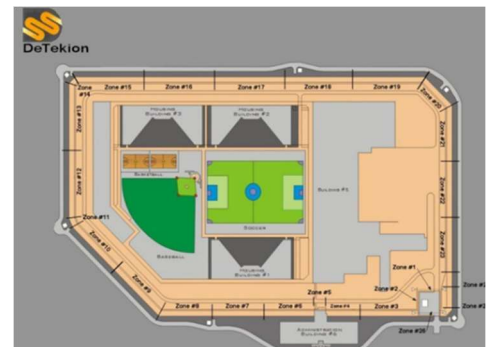 DeTekion
Zone #15
Zone #16
Zone #17
Zone #18
Zone #19
Zone
#14
Zone #20
Zone #13
Zone #21
HOUSING
BUILDING #3
HOUSING
BUILDING #2
Zone #12
BASKETBALL
BUILDING #5
Zone #22
Zone #11
SOCCER
BASEBALL
Zone #10
Zone #23
HOUSING
BUILDING #1
Zone #1
Zone #9
Zone #2
Zone #5
Zone #8
Zone #7
Zone #6
Zone #4
Zone #3
ADMINISTRATION
Zone #26